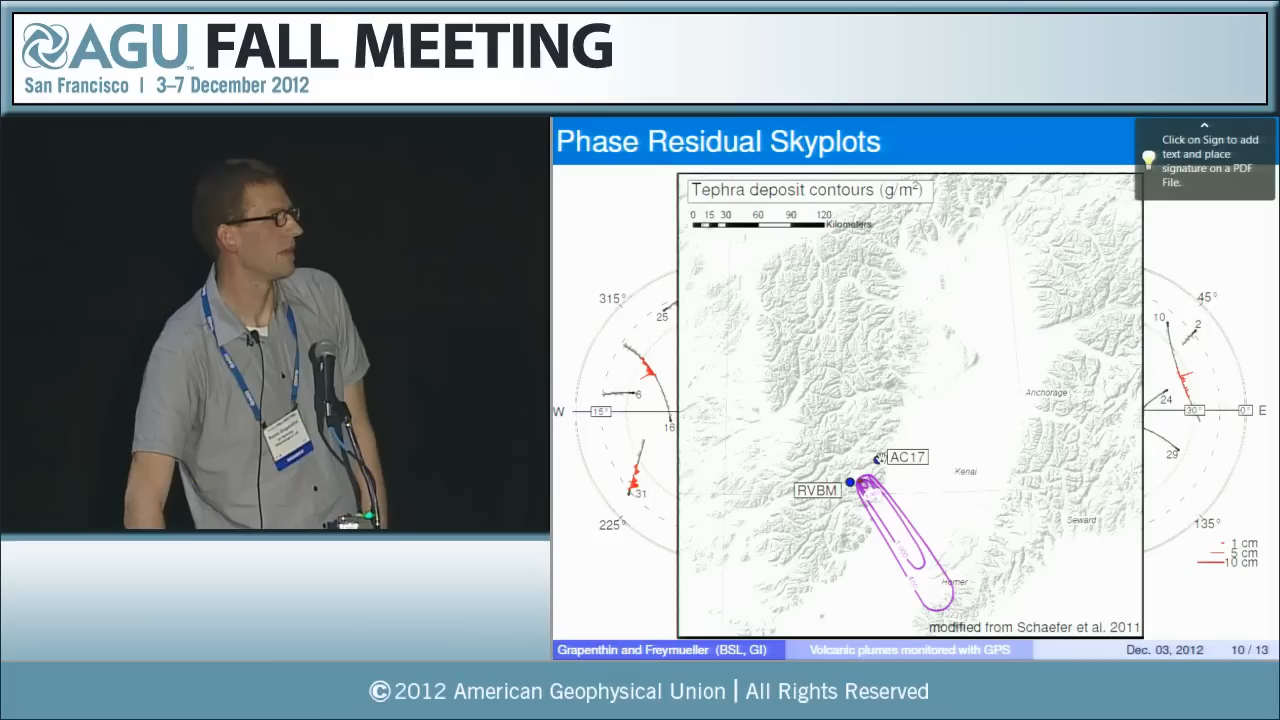 AGU FALL MEETING
San Francisco | 3–7 December 2012
Phase Residual Skyplots
Click on Sign to add
text and place
signature on a PDF
File.
Tephra deposit contours (g/m²)
0 15 30 60 90 120
Kilometers
315°
25
6
W
15°
16
31
225°
45°
10
2
24
30°
0°
E
29
135°
1 cm
5 cm
10 cm
Anchorage
AC17
Kenai
RVBM
Seward
Homer
modified from Schaefer et al. 2011
Grapenthin and Freymueller (BSL, GI)
Volcanic plumes monitored with GPS
Dec. 03, 2012
10 / 13
©2012 American Geophysical Union | All Rights Reserved